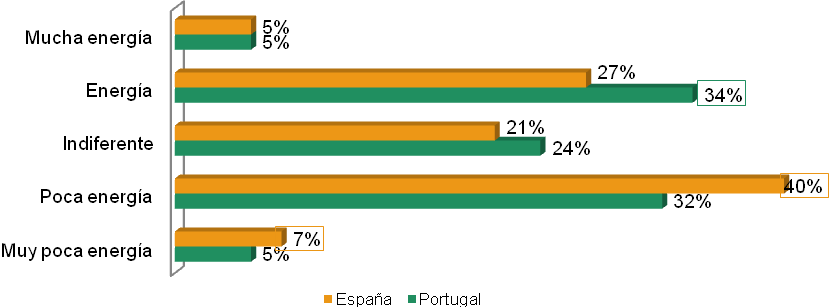 Mucha energía
5%
5%
Energía
27%
34%
Indiferente
21%
24%
Poca energía
40%
32%
Muy poca energía
7%
5%
España Portugal